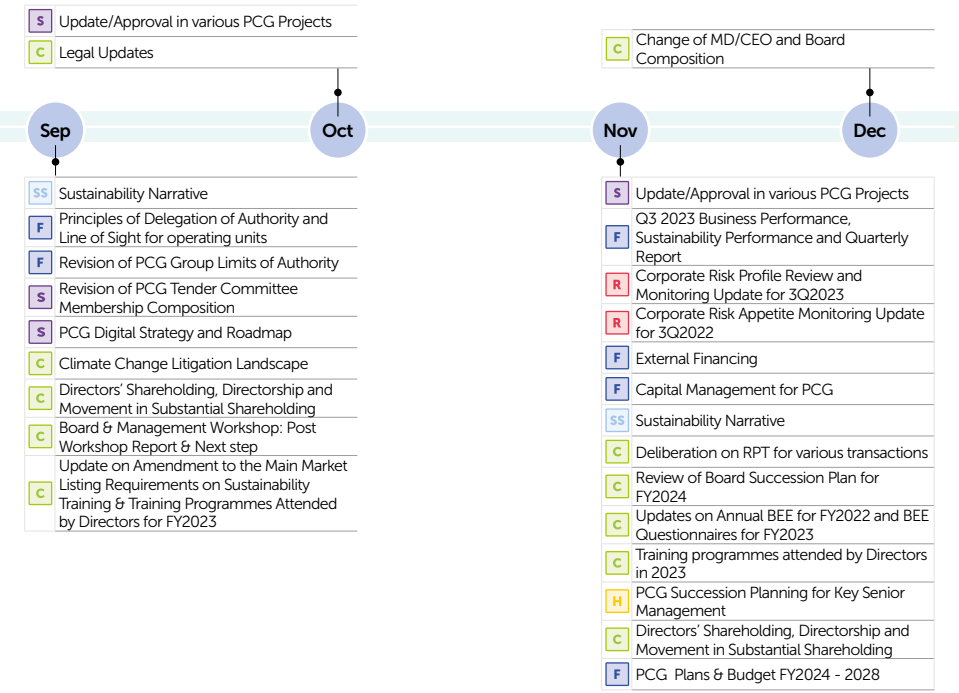 S Update/Approval in various PCG Projects
C Legal Updates
C Change of MD/CEO and Board
Composition
Sep
Oct
Nov
Dec
SS Sustainability Narrative
F Principles of Delegation of Authority and
Line of Sight for operating units
F Revision of PCG Group Limits of Authority
S Revision of PCG Tender Committee
Membership Composition
S PCG Digital Strategy and Roadmap
C Climate Change Litigation Landscape
C Directors' Shareholding, Directorship and
Movement in Substantial Shareholding
C Board & Management Workshop: Post
Workshop Report & Next step
C Update on Amendment to the Main Market
Listing Requirements on Sustainability
Training & Training Programmes Attended
by Directors for FY2023
S Update/Approval in various PCG Projects
F Q3 2023 Business Performance,
Sustainability Performance and Quarterly
Report
R Corporate Risk Profile Review and
Monitoring Update for 3Q2023
R Corporate Risk Appetite Monitoring Update
for 3Q2022
F External Financing
F Capital Management for PCG
SS Sustainability Narrative
C Deliberation on RPT for various transactions
C Review of Board Succession Plan for
FY2024
C Updates on Annual BEE for FY2022 and BEE
Questionnaires for FY2023
C Training programmes attended by Directors
in 2023
H PCG Succession Planning for Key Senior
Management
C Directors' Shareholding, Directorship and
Movement in Substantial Shareholding
F PCG Plans & Budget FY2024 - 2028